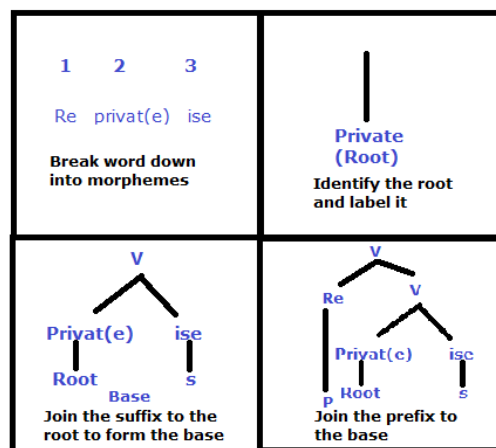 1 2 3
Re privat(e) ise
Break word down
into morphemes
Private
(Root)
Identify the root
and label it
V
Privat(e) ise
Root s
Base
Join the suffix to the
root to form the base
V
Re V
Privat(e) ise
P Root s
Join the prefix to
the base